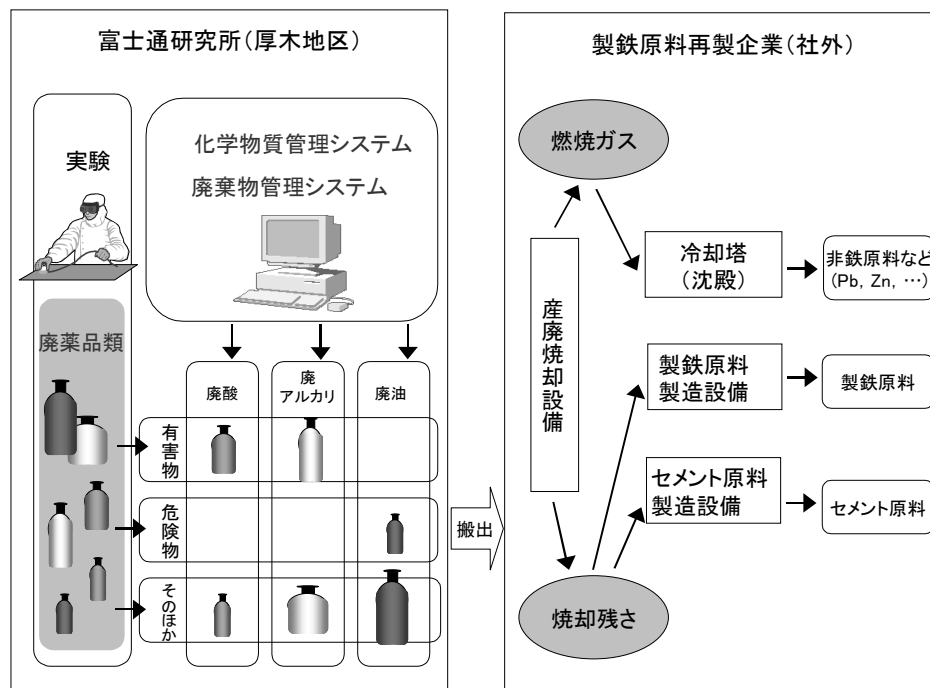 富士通研究所(厚木地区)
実験
化学物質管理システム
廃棄物管理システム
廃薬品類
廃酸
廃
アルカリ
廃油
有害物
危険物
そのほか
搬出
製鉄原料再製企業(社外)
燃焼ガス
産廃焼却設備
冷却塔
(沈殿)
非鉄原料など
(Pb, Zn, …)
製鉄原料
製造設備
製鉄原料
セメント原料
製造設備
セメント原料
焼却残さ